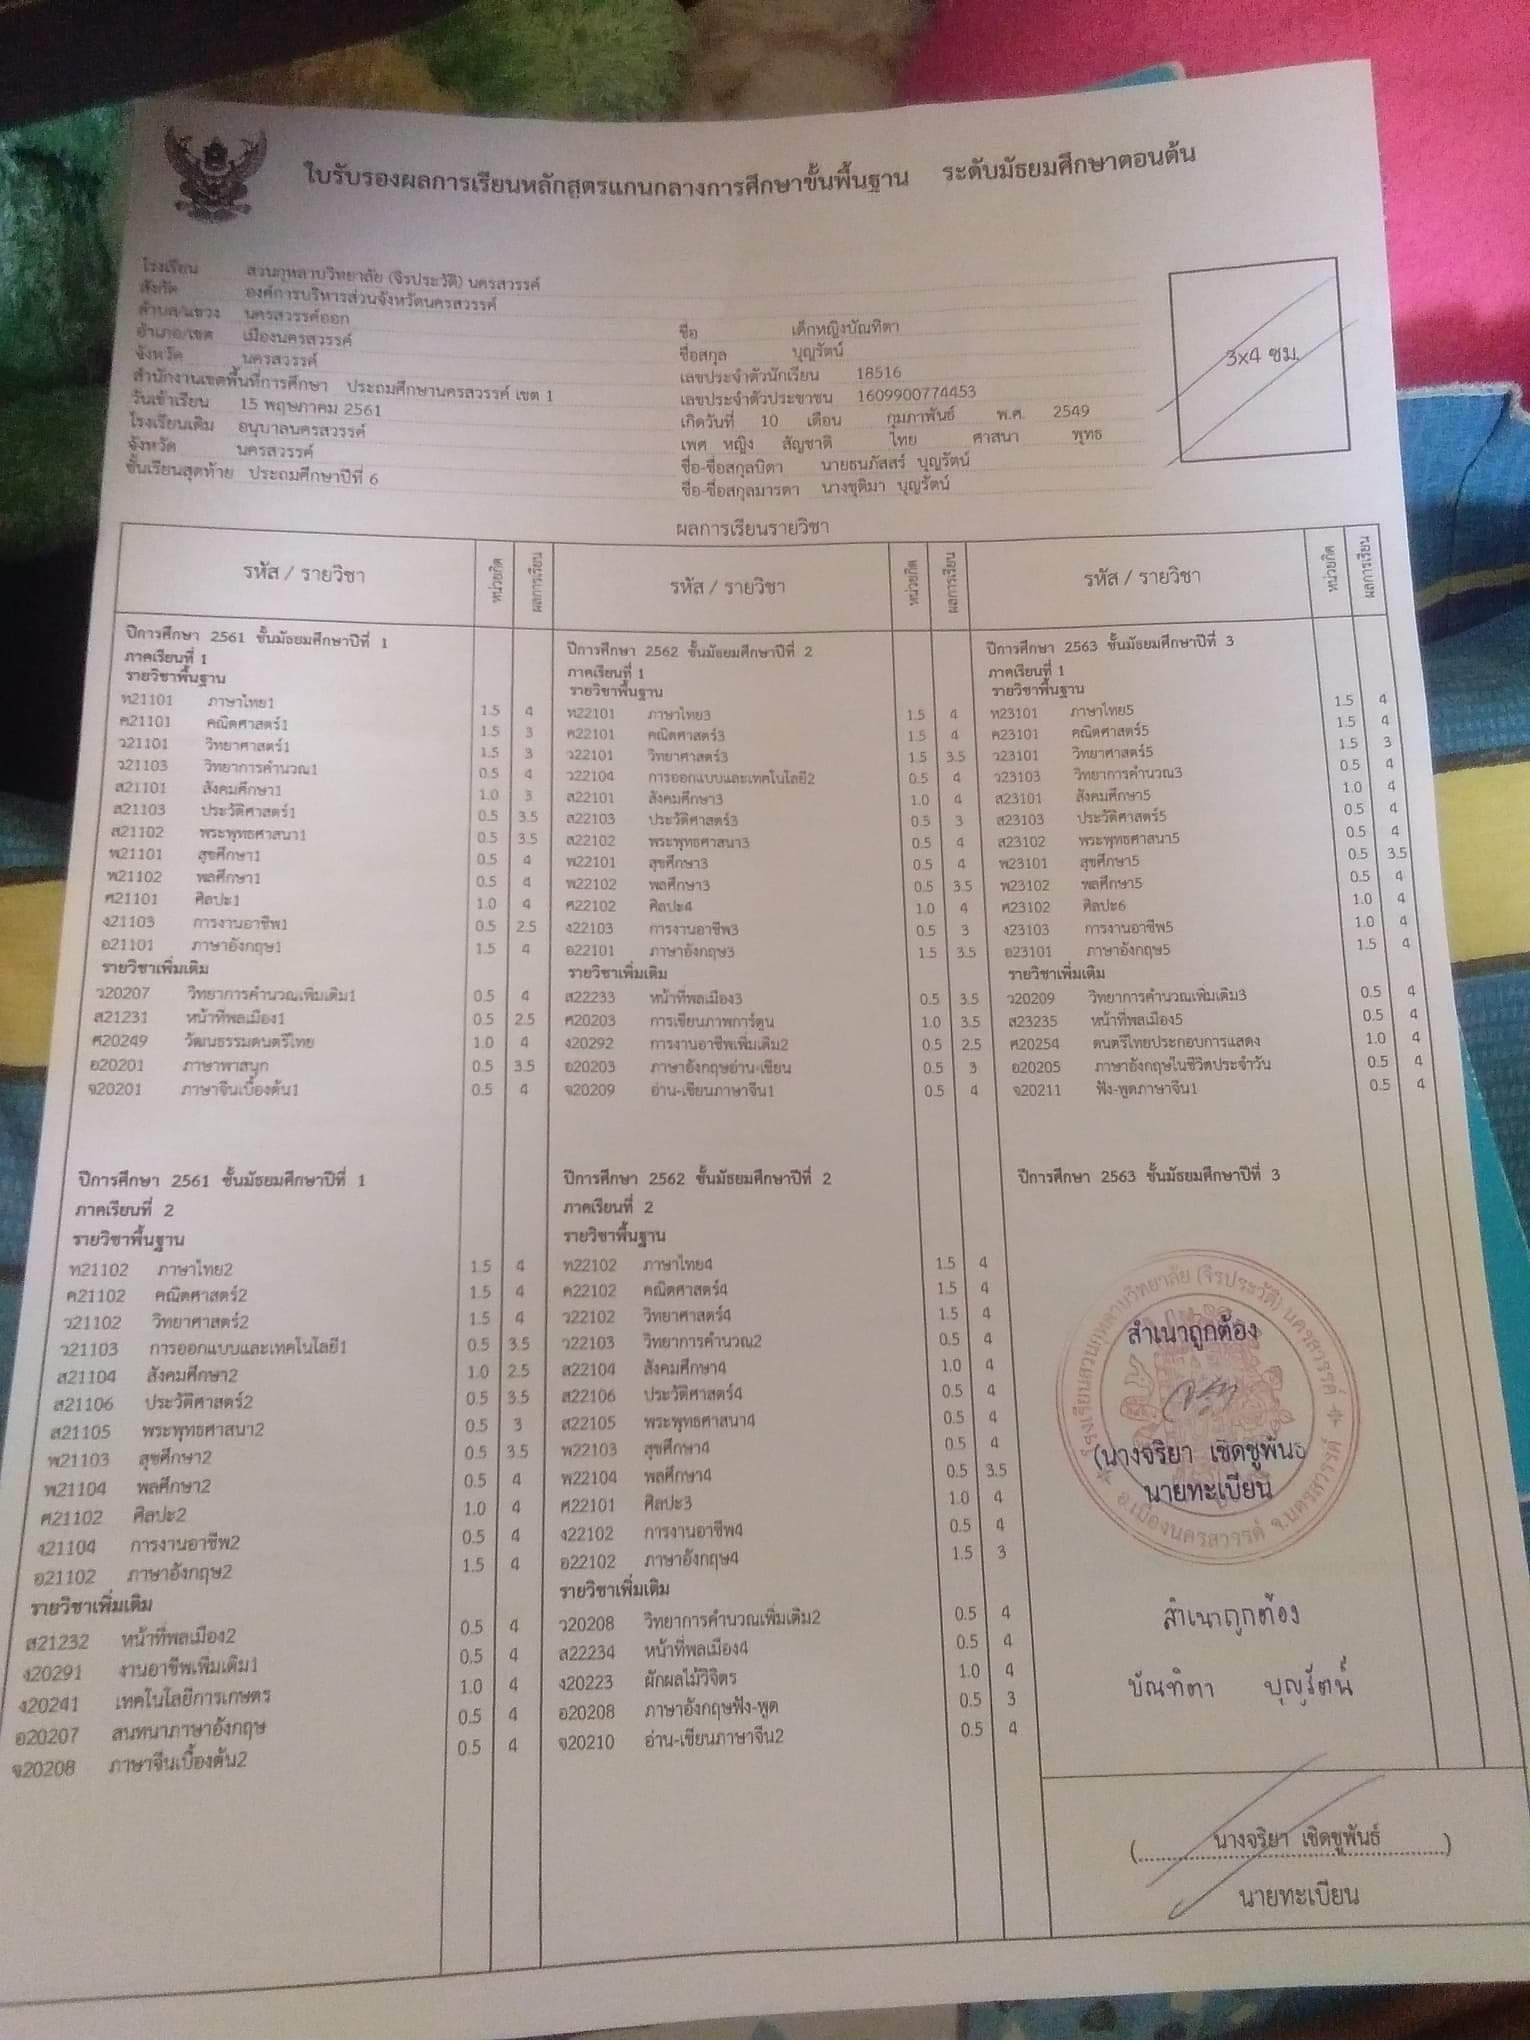 ใบรับรองผลการเรียนหลักสูตรแกนกลางการศึกษาขั้นพื้นฐาน ระดับมัธยมศึกษาตอนต้น
โรงเรียน สวนกุหลาบวิทยาลัย (จิรประวัติ) นครสวรรค์
สังกัด องค์การบริหารส่วนจังหวัดนครสวรรค์
ตำบล/แขวง นครสวรรค์ออก
อำเภอ/เขต เมืองนครสวรรค์
จังหวัด นครสวรรค์
สำนักงานเขตพื้นที่การศึกษา ประถมศึกษานครสวรรค์ เขต 1
วันเข้าเรียน 15 พฤษภาคม 2561
โรงเรียนเดิม อนุบาลนครสวรรค์
จังหวัด นครสวรรค์
ชั้นเรียนสุดท้าย ประถมศึกษาปีที่ 6
ชื่อ เด็กหญิงบัณฑิตา
ชื่อสกุล บุญรัตน์
เลขประจำตัวนักเรียน 18516
เลขประจำตัวประชาชน 1609900774453
เกิดวันที่ 10 เดือน กุมภาพันธ์ พ.ศ. 2549
เพศ หญิง สัญชาติ ไทย ศาสนา พุทธ
ชื่อ-ชื่อสกุลบิดา นายธนภัสสร์ บุญรัตน์
ชื่อ-ชื่อสกุลมารดา นางชุติมา บุญรัตน์
3x4 ซม.
ผลการเรียนรายวิชา
รหัส / รายวิชา หน่วยกิต ผลการเรียน
ปีการศึกษา 2561 ชั้นมัธยมศึกษาปีที่ 1
ภาคเรียนที่ 1
รายวิชาพื้นฐาน
ท21101 ภาษาไทย1 1.5 4
ค21101 คณิตศาสตร์1 1.5 3
ว21101 วิทยาศาสตร์1 1.5 3
ว21103 วิทยาการคำนวณ1 0.5 4
ส21101 สังคมศึกษา1 1.0 3
ส21103 ประวัติศาสตร์1 0.5 3.5
ส21102 พระพุทธศาสนา1 0.5 3.5
พ21101 สุขศึกษา1 0.5 4
พ21102 พลศึกษา1 0.5 4
ศ21101 ศิลปะ1 1.0 4
ง21103 การงานอาชีพ1 0.5 2.5
อ21101 ภาษาอังกฤษ1 1.5 4
รายวิชาเพิ่มเติม
ว20207 วิทยาการคำนวณเพิ่มเติม1 0.5 4
ส21231 หน้าที่พลเมือง1 0.5 2.5
ศ20249 วัฒนธรรมดนตรีไทย 1.0 4
อ20201 ภาษาพาสนุก 0.5 3.5
จ20201 ภาษาจีนเบื้องต้น1 0.5 4
ปีการศึกษา 2561 ชั้นมัธยมศึกษาปีที่ 1
ภาคเรียนที่ 2
รายวิชาพื้นฐาน
ท21102 ภาษาไทย2 1.5 4
ค21102 คณิตศาสตร์2 1.5 4
ว21102 วิทยาศาสตร์2 1.5 4
ว21103 การออกแบบและเทคโนโลยี1 0.5 3.5
ส21104 สังคมศึกษา2 1.0 2.5
ส21106 ประวัติศาสตร์2 0.5 3.5
ส21105 พระพุทธศาสนา2 0.5 3
พ21103 สุขศึกษา2 0.5 3.5
พ21104 พลศึกษา2 0.5 4
ศ21102 ศิลปะ2 1.0 4
ง21104 การงานอาชีพ2 0.5 4
อ21102 ภาษาอังกฤษ2 1.5 4
รายวิชาเพิ่มเติม
ส21232 หน้าที่พลเมือง2 0.5 4
ง20291 งานอาชีพเพิ่มเติม1 0.5 4
ง20241 เทคโนโลยีการเกษตร 1.0 4
อ20207 สนทนาภาษาอังกฤษ 0.5 4
จ20208 ภาษาจีนเบื้องต้น2 0.5 4
รหัส / รายวิชา หน่วยกิต ผลการเรียน
ปีการศึกษา 2562 ชั้นมัธยมศึกษาปีที่ 2
ภาคเรียนที่ 1
รายวิชาพื้นฐาน
ท22101 ภาษาไทย3 1.5 4
ค22101 คณิตศาสตร์3 1.5 4
ว22101 วิทยาศาสตร์3 1.5 3.5
ว22104 การออกแบบและเทคโนโลยี2 0.5 4
ส22101 สังคมศึกษา3 1.0 4
ส22103 ประวัติศาสตร์3 0.5 3
ส22102 พระพุทธศาสนา3 0.5 4
พ22101 สุขศึกษา3 0.5 4
พ22102 พลศึกษา3 0.5 3.5
ศ22102 ศิลปะ4 1.0 4
ง22103 การงานอาชีพ3 0.5 3
อ22101 ภาษาอังกฤษ3 1.5 3.5
รายวิชาเพิ่มเติม
ส22233 หน้าที่พลเมือง3 0.5 3.5
ศ20203 การเขียนภาพการ์ตูน 1.0 3.5
ง20292 การงานอาชีพเพิ่มเติม2 0.5 2.5
อ20203 ภาษาอังกฤษอ่าน-เขียน 0.5 3
จ20209 อ่าน-เขียนภาษาจีน1 0.5 4
ปีการศึกษา 2562 ชั้นมัธยมศึกษาปีที่ 2
ภาคเรียนที่ 2
รายวิชาพื้นฐาน
ท22102 ภาษาไทย4 1.5 4
ค22102 คณิตศาสตร์4 1.5 4
ว22102 วิทยาศาสตร์4 1.5 4
ว22103 วิทยาการคำนวณ2 0.5 4
ส22104 สังคมศึกษา4 1.0 4
ส22106 ประวัติศาสตร์4 0.5 4
ส22105 พระพุทธศาสนา4 0.5 4
พ22103 สุขศึกษา4 0.5 4
พ22104 พลศึกษา4 0.5 3.5
ศ22101 ศิลปะ3 1.0 4
ง22102 การงานอาชีพ4 0.5 4
อ22102 ภาษาอังกฤษ4 1.5 3
รายวิชาเพิ่มเติม
ว20208 วิทยาการคำนวณเพิ่มเติม2 0.5 4
ส22234 หน้าที่พลเมือง4 0.5 4
ง20223 ผักผลไม้วิจิตร 1.0 4
อ20208 ภาษาอังกฤษฟัง-พูด 0.5 3
จ20210 อ่าน-เขียนภาษาจีน2 0.5 4
รหัส / รายวิชา หน่วยกิต ผลการเรียน
ปีการศึกษา 2563 ชั้นมัธยมศึกษาปีที่ 3
ภาคเรียนที่ 1
รายวิชาพื้นฐาน
ท23101 ภาษาไทย5 1.5 4
ค23101 คณิตศาสตร์5 1.5 4
ว23101 วิทยาศาสตร์5 1.5 3
ว23103 วิทยาการคำนวณ3 0.5 4
ส23101 สังคมศึกษา5 1.0 4
ส23103 ประวัติศาสตร์5 0.5 4
ส23102 พระพุทธศาสนา5 0.5 4
พ23101 สุขศึกษา5 0.5 3.5
พ23102 พลศึกษา5 0.5 4
ศ23102 ศิลปะ6 1.0 4
ง23103 การงานอาชีพ5 1.0 4
อ23101 ภาษาอังกฤษ5 1.5 4
รายวิชาเพิ่มเติม
ว20209 วิทยาการคำนวณเพิ่มเติม3 0.5 4
ส23235 หน้าที่พลเมือง5 0.5 4
ศ20254 ดนตรีไทยประกอบการแสดง 1.0 4
อ20205 ภาษาอังกฤษในชีวิตประจำวัน 0.5 4
จ20211 ฟัง-พูดภาษาจีน1 0.5 4
ปีการศึกษา 2563 ชั้นมัธยมศึกษาปีที่ 3
โรงเรียนสวนกุหลาบวิทยาลัย (จิรประวัติ) นครสวรรค์
อ.เมืองนครสวรรค์ จ.นครสวรรค์
สำเนาถูกต้อง
(นางจริยา เชิดชูพันธ
นายทะเบียน
สำเนาถูกต้อง
บัณฑิตา บุญรัตน์
(นางจริยา เชิดชูพันธ์)
นายทะเบียน